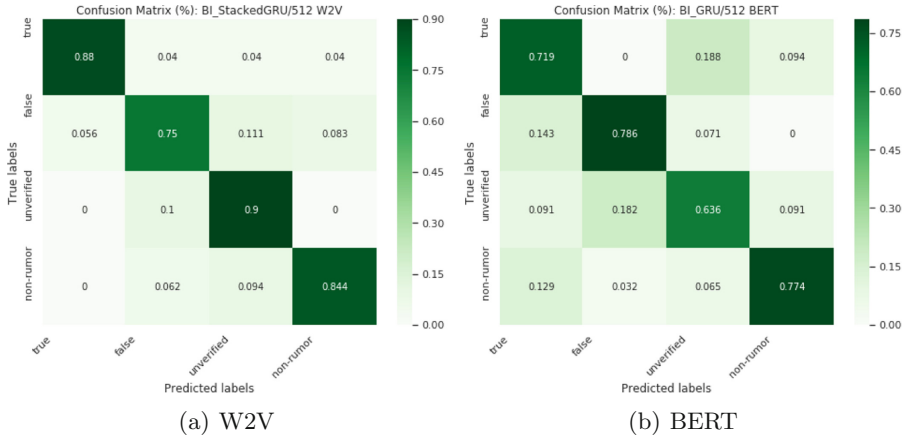 Confusion Matrix (%): BI_StackedGRU/512 W2V
True labels
true 0.88 0.04 0.04 0.04
false 0.056 0.75 0.111 0.083
unverified 0 0.1 0.9 0
non-rumor 0 0.062 0.094 0.844
true false unverified non-rumor
Predicted labels
0.90
0.75
0.60
0.45
0.30
0.15
0.00
(a) W2V
Confusion Matrix (%): BI_GRU/512 BERT
True labels
true 0.719 0 0.188 0.094
false 0.143 0.786 0.071 0
unverified 0.091 0.182 0.636 0.091
non-rumor 0.129 0.032 0.065 0.774
true false unverified non-rumor
Predicted labels
0.75
0.60
0.45
0.30
0.15
0.00
(b) BERT